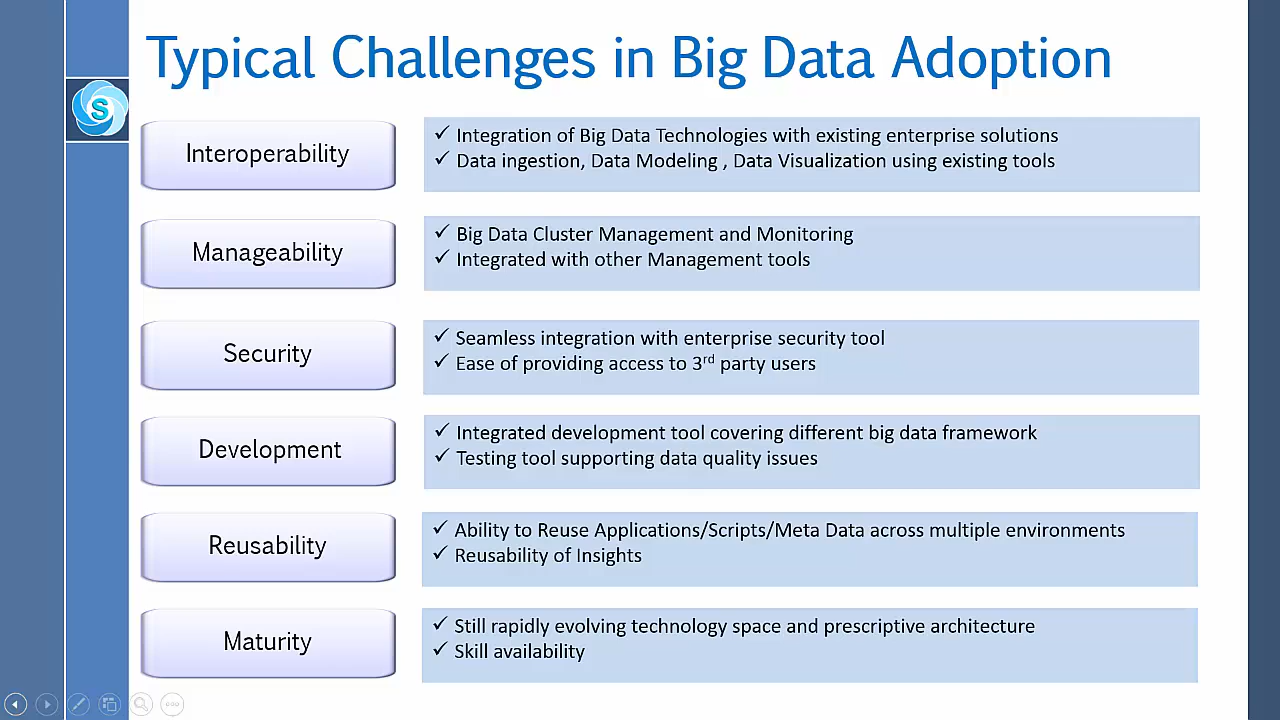 Typical Challenges in Big Data Adoption
S
Interoperability
✓ Integration of Big Data Technologies with existing enterprise solutions
✓ Data ingestion, Data Modeling , Data Visualization using existing tools
Manageability
✓ Big Data Cluster Management and Monitoring
✓ Integrated with other Management tools
Security
✓ Seamless integration with enterprise security tool
✓ Ease of providing access to 3rd party users
Development
✓ Integrated development tool covering different big data framework
✓ Testing tool supporting data quality issues
Reusability
✓ Ability to Reuse Applications/Scripts/Meta Data across multiple environments
✓ Reusability of Insights
Maturity
✓ Still rapidly evolving technology space and prescriptive architecture
✓ Skill availability